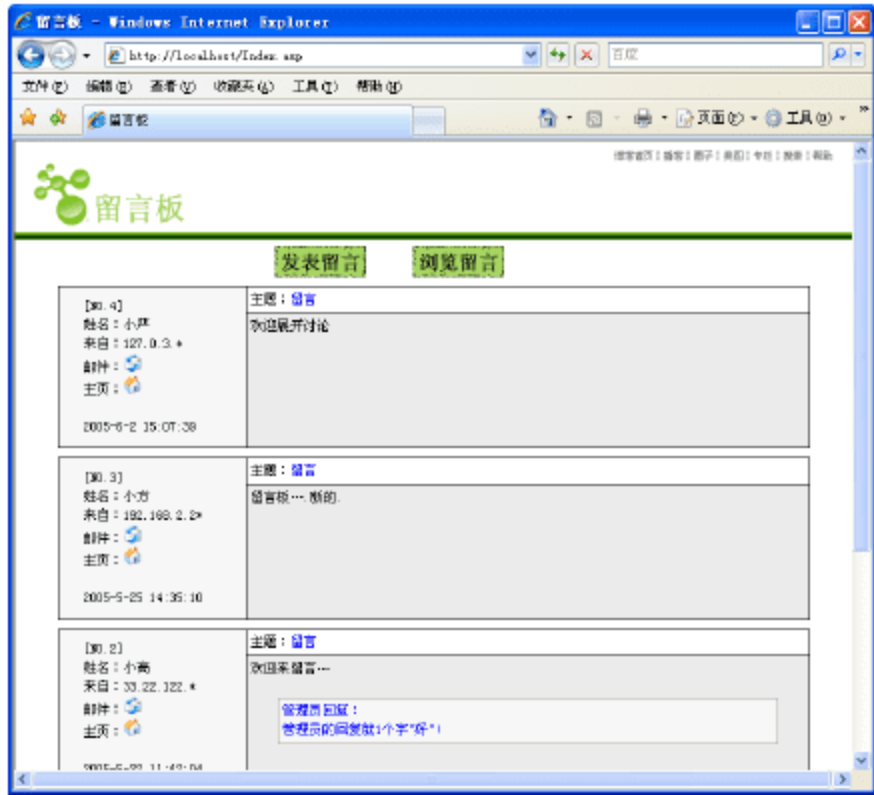 留言板 - Windows Internet Explorer
http://localhost/Index.asp
百度
文件(F) 编辑(E) 查看(V) 收藏夹(A) 工具(T) 帮助(H)
留言板
页面(P) 工具(O)
留言板
发表留言 浏览留言
[NO.4]
姓名：小严
来自：127.0.3.*
邮件：
主页：
2005-6-2 15:07:39
主题：留言
欢迎展开讨论
[NO.3]
姓名：小方
来自：192.168.2.2*
邮件：
主页：
2005-5-25 14:35:10
主题：留言
留言板….
[NO.2]
姓名：小高
来自：33.22.122.*
邮件：
主页：
主题：留言
欢迎来留言…
管理员回复：
管理员的回复就1个字"好"!